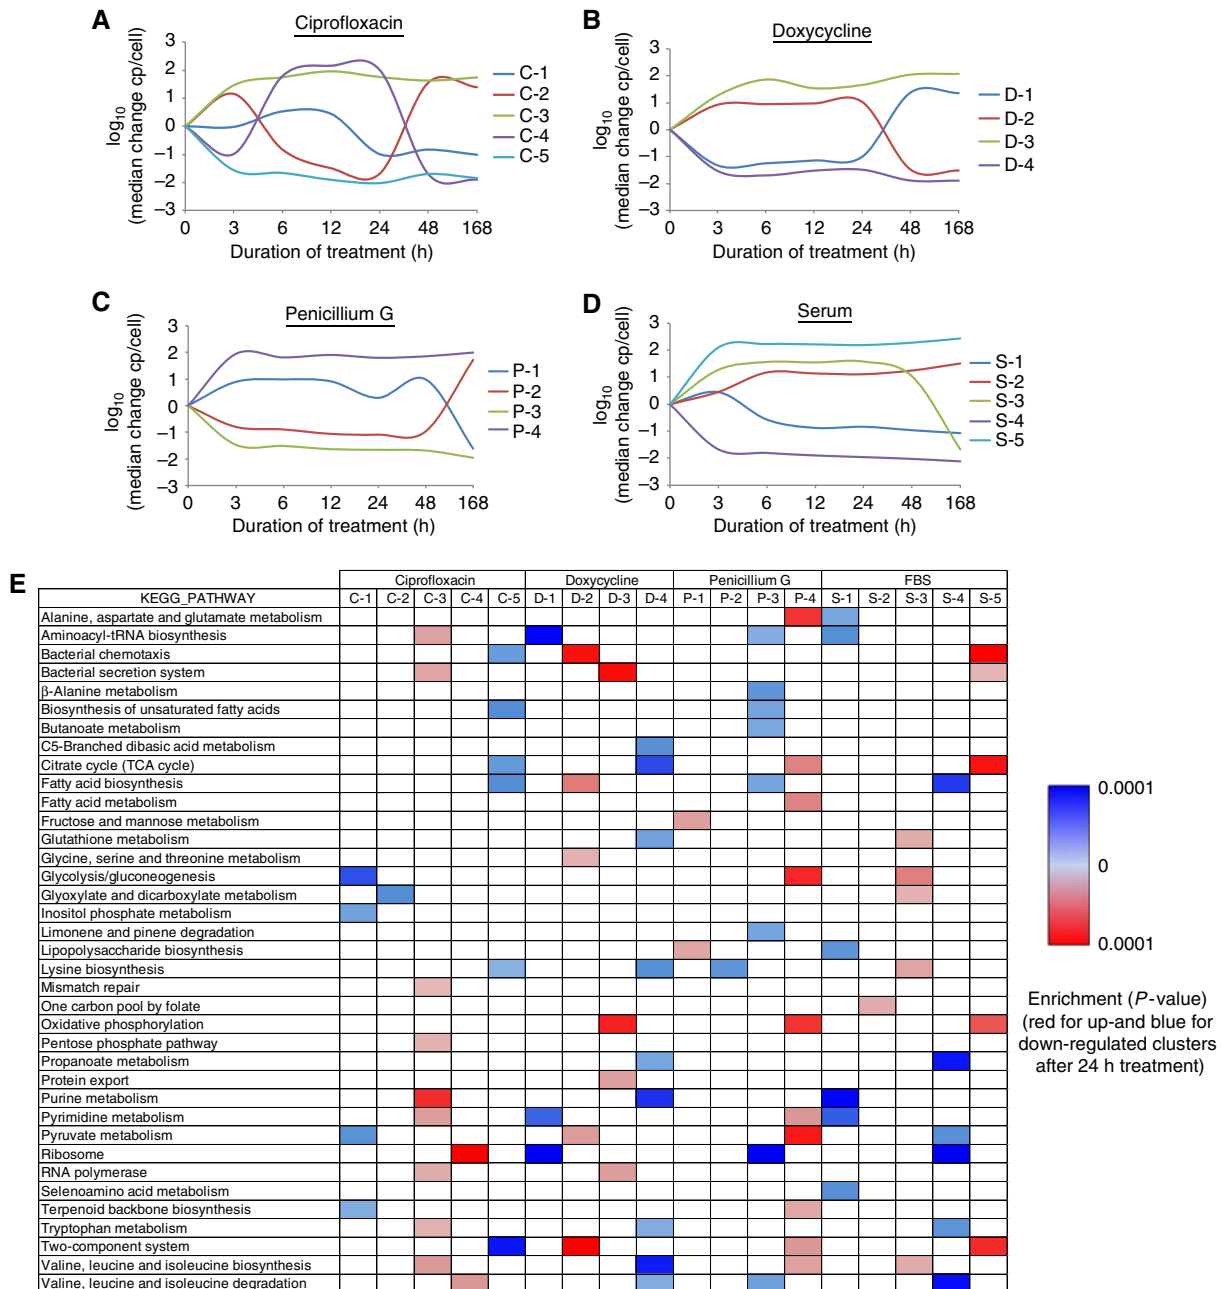 A
Ciprofloxacin
log10
(median change cp/cell)
3
2
1
0
–1
–2
–3
0 3 6 12 24 48 168
Duration of treatment (h)
C-1
C-2
C-3
C-4
C-5
B
Doxycycline
log10
(median change cp/cell)
3
2
1
0
–1
–2
–3
0 3 6 12 24 48 168
Duration of treatment (h)
D-1
D-2
D-3
D-4
C
Penicillium G
log10
(median change cp/cell)
3
2
1
0
–1
–2
–3
0 3 6 12 24 48 168
Duration of treatment (h)
P-1
P-2
P-3
P-4
D
Serum
log10
(median change cp/cell)
3
2
1
0
–1
–2
–3
0 3 6 12 24 48 168
Duration of treatment (h)
S-1
S-2
S-3
S-4
S-5
E
Ciprofloxacin Doxycycline Penicillium G FBS
KEGG_PATHWAY C-1 C-2 C-3 C-4 C-5 D-1 D-2 D-3 D-4 P-1 P-2 P-3 P-4 S-1 S-2 S-3 S-4 S-5
Alanine, aspartate and glutamate metabolism
Aminoacyl-tRNA biosynthesis
Bacterial chemotaxis
Bacterial secretion system
β-Alanine metabolism
Biosynthesis of unsaturated fatty acids
Butanoate metabolism
C5-Branched dibasic acid metabolism
Citrate cycle (TCA cycle)
Fatty acid biosynthesis
Fatty acid metabolism
Fructose and mannose metabolism
Glutathione metabolism
Glycine, serine and threonine metabolism
Glycolysis/gluconeogenesis
Glyoxylate and dicarboxylate metabolism
Inositol phosphate metabolism
Limonene and pinene degradation
Lipopolysaccharide biosynthesis
Lysine biosynthesis
Mismatch repair
One carbon pool by folate
Oxidative phosphorylation
Pentose phosphate pathway
Propanoate metabolism
Protein export
Purine metabolism
Pyrimidine metabolism
Pyruvate metabolism
Ribosome
RNA polymerase
Selenoamino acid metabolism
Terpenoid backbone biosynthesis
Tryptophan metabolism
Two-component system
Valine, leucine and isoleucine biosynthesis
Valine, leucine and isoleucine degradation
0.0001
0
0.0001
Enrichment (P-value)
(red for up-and blue for
down-regulated clusters
after 24 h treatment)